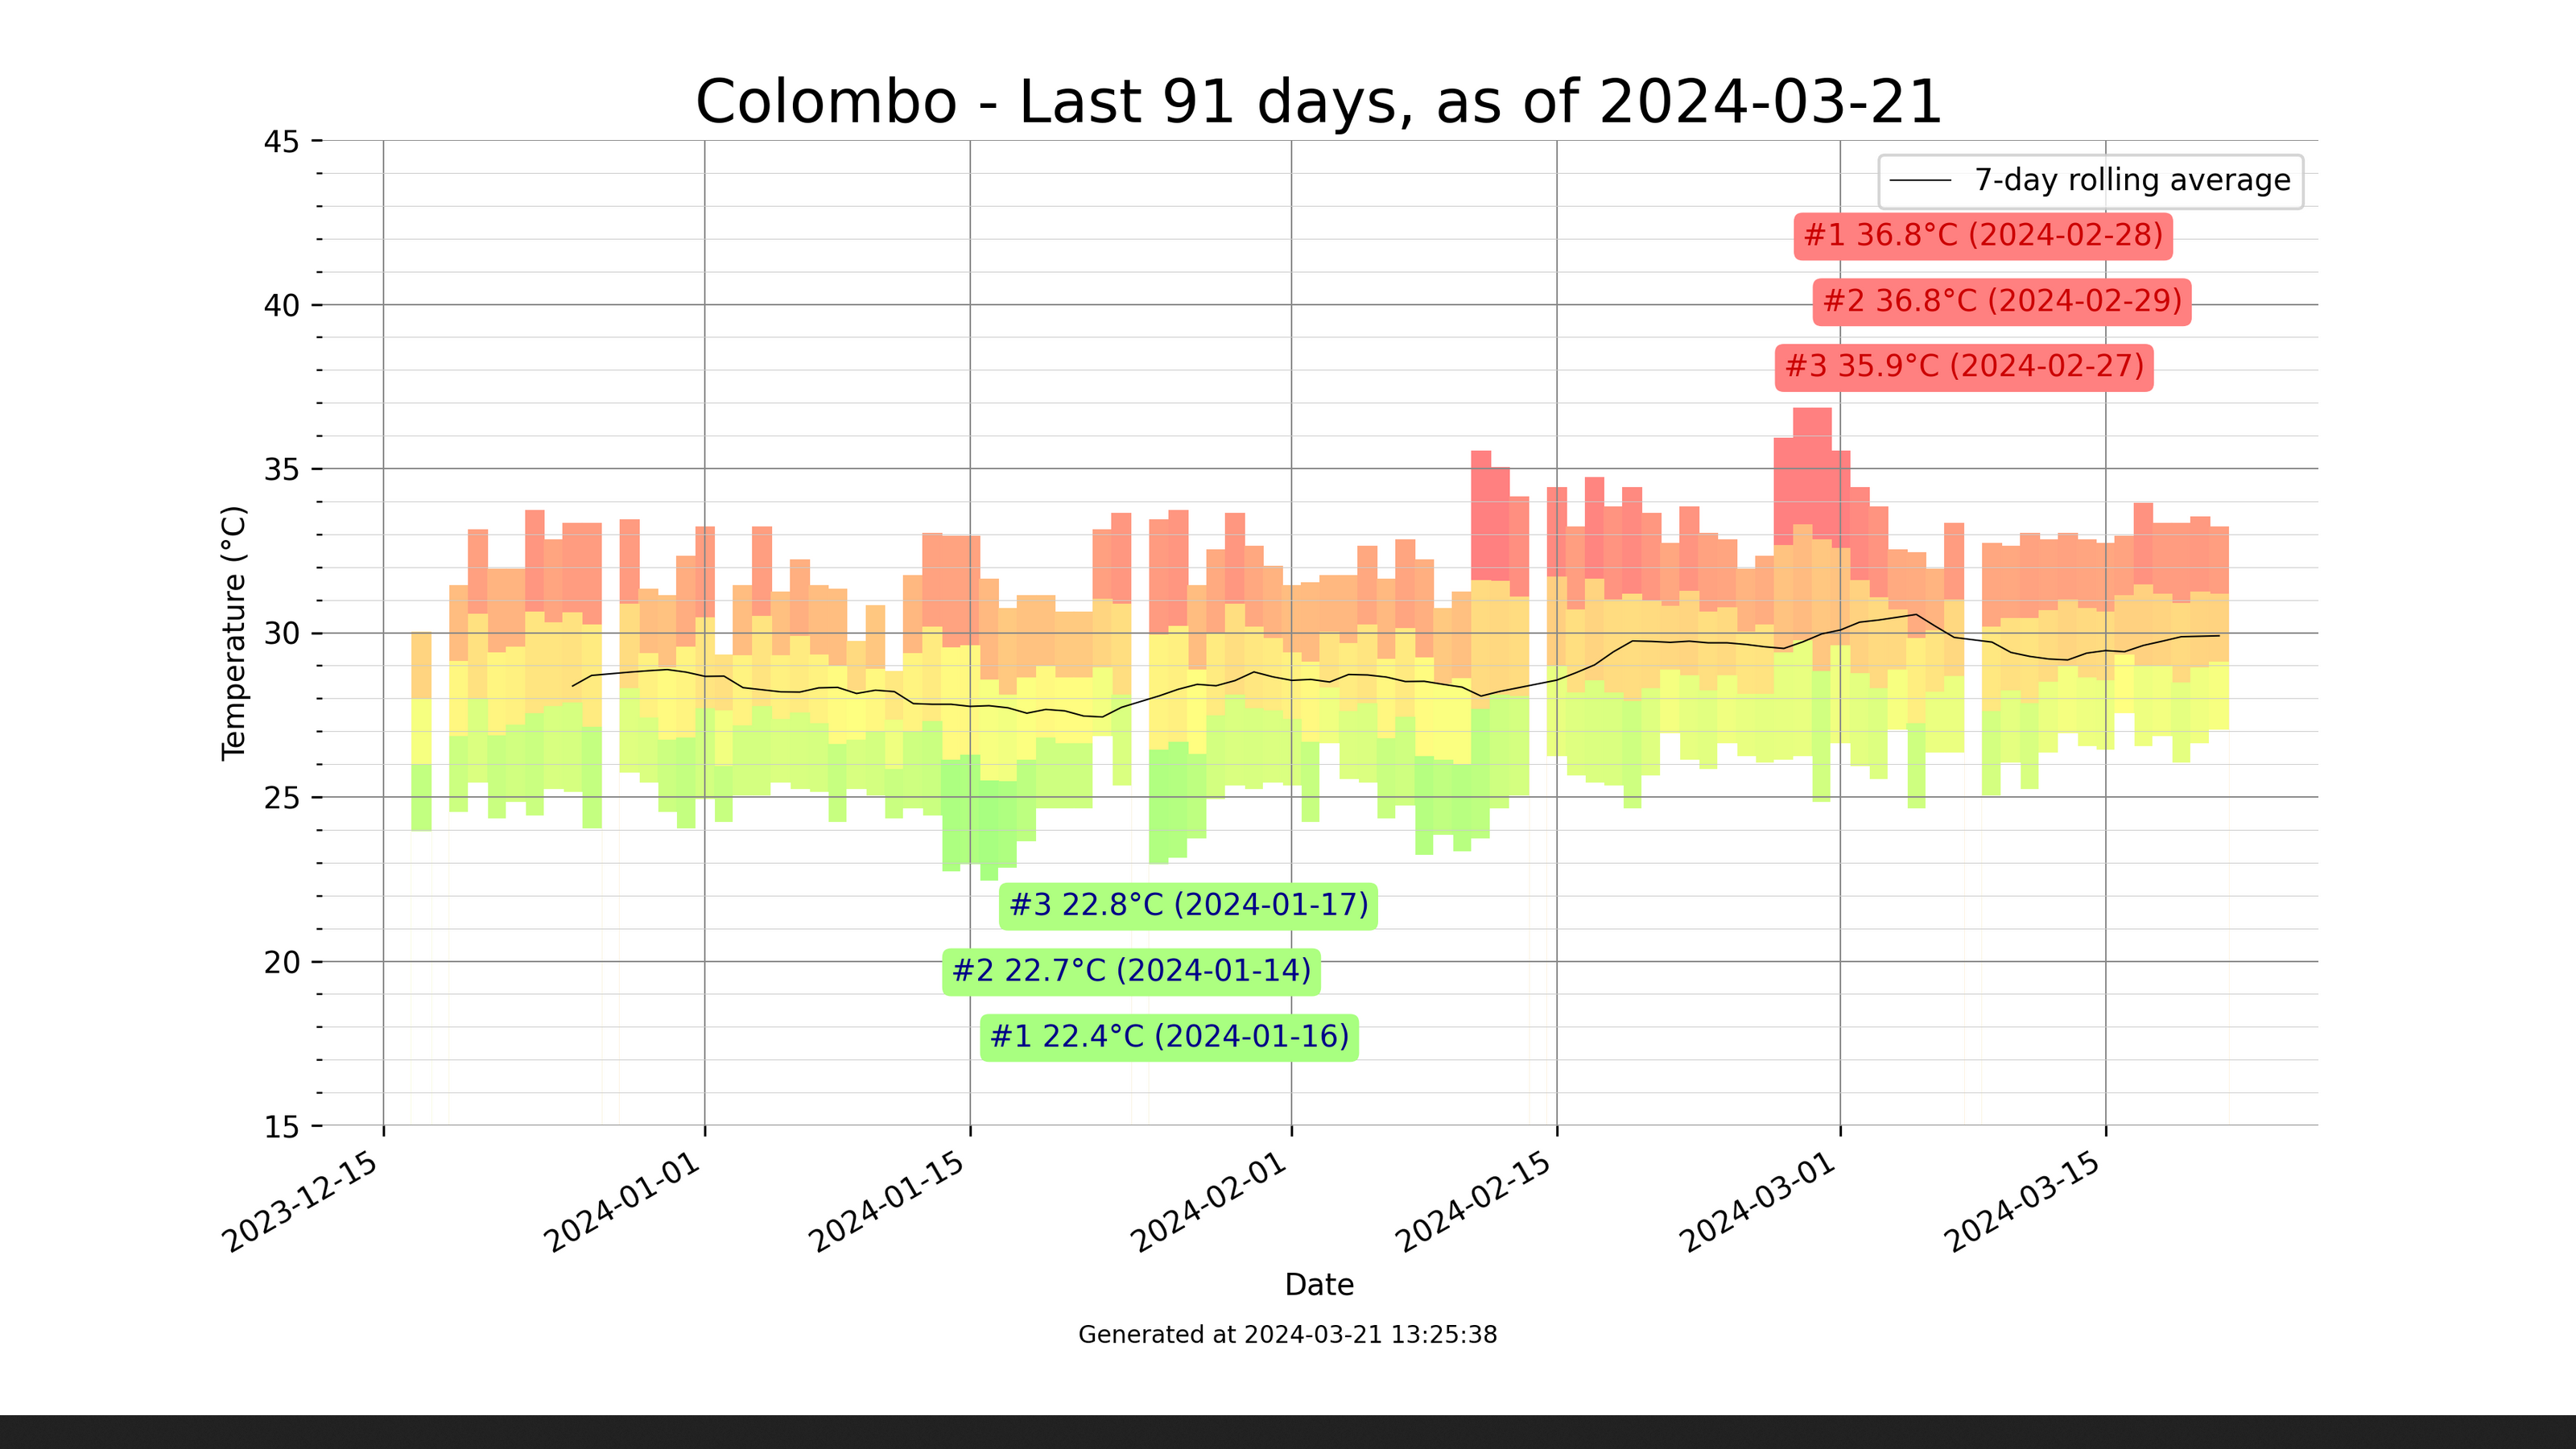 Colombo - Last 91 days, as of 2024-03-21
45
7-day rolling average
#1 36.8°C (2024-02-28)
40
#2 36.8°C (2024-02-29)
#3 35.9°C (2024-02-27)
35
Temperature (°C)
30
25
#3 22.8°C (2024-01-17)
20
#2 22.7°C (2024-01-14)
#1 22.4°C (2024-01-16)
15
2023-12-15
2024-01-01
2024-01-15
2024-02-01
2024-02-15
2024-03-01
2024-03-15
Date
Generated at 2024-03-21 13:25:38